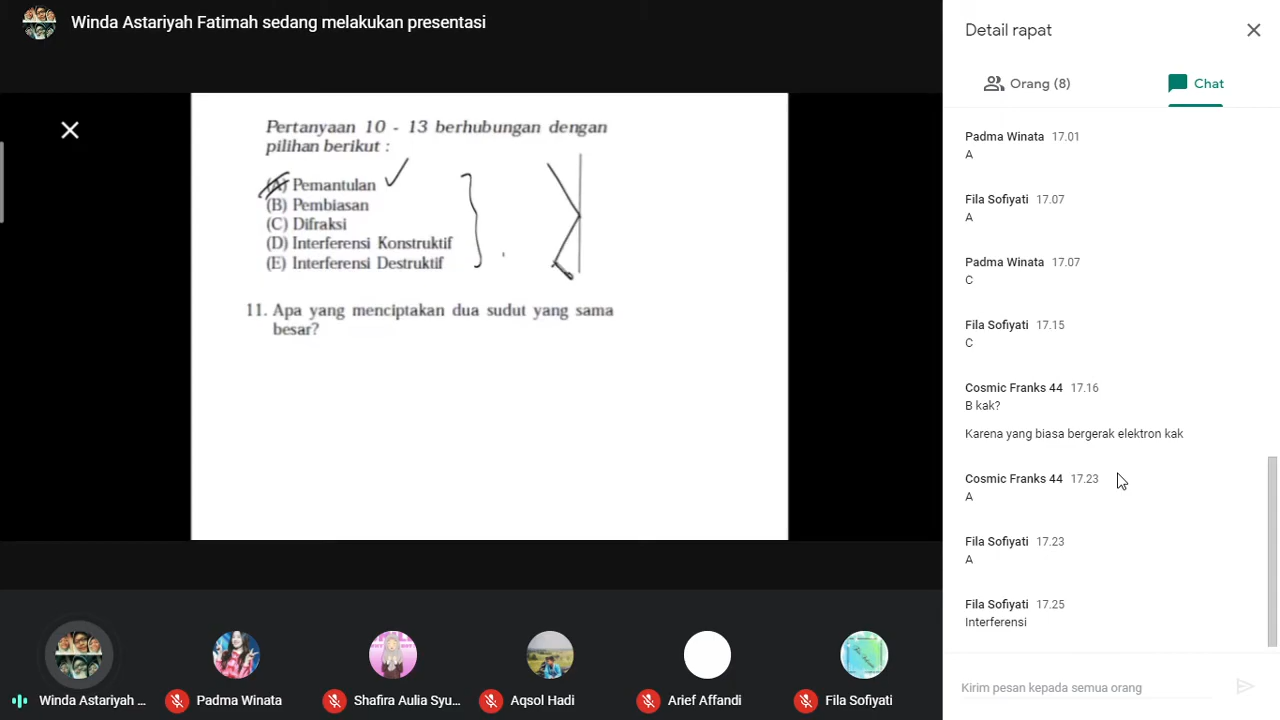 Winda Astariyah Fatimah sedang melakukan presentasi
Pertanyaan 10 - 13 berhubungan dengan
pilihan berikut :
(A) Pemantulan
(B) Pembiasan
(C) Difraksi
(D) Interferensi Konstruktif
(E) Interferensi Destruktif
11. Apa yang menciptakan dua sudut yang sama
besar?
Winda Astariyah ...
Padma Winata
Shafira Aulia Syu...
Aqsol Hadi
Arief Affandi
Fila Sofiyati
Detail rapat
Orang (8)
Chat
Padma Winata 17.01
A
Fila Sofiyati 17.07
A
Padma Winata 17.07
C
Fila Sofiyati 17.15
C
Cosmic Franks 44 17.16
B kak?
Karena yang biasa bergerak elektron kak
Cosmic Franks 44 17.23
A
Fila Sofiyati 17.23
A
Fila Sofiyati 17.25
Interferensi
Kirim pesan kepada semua orang